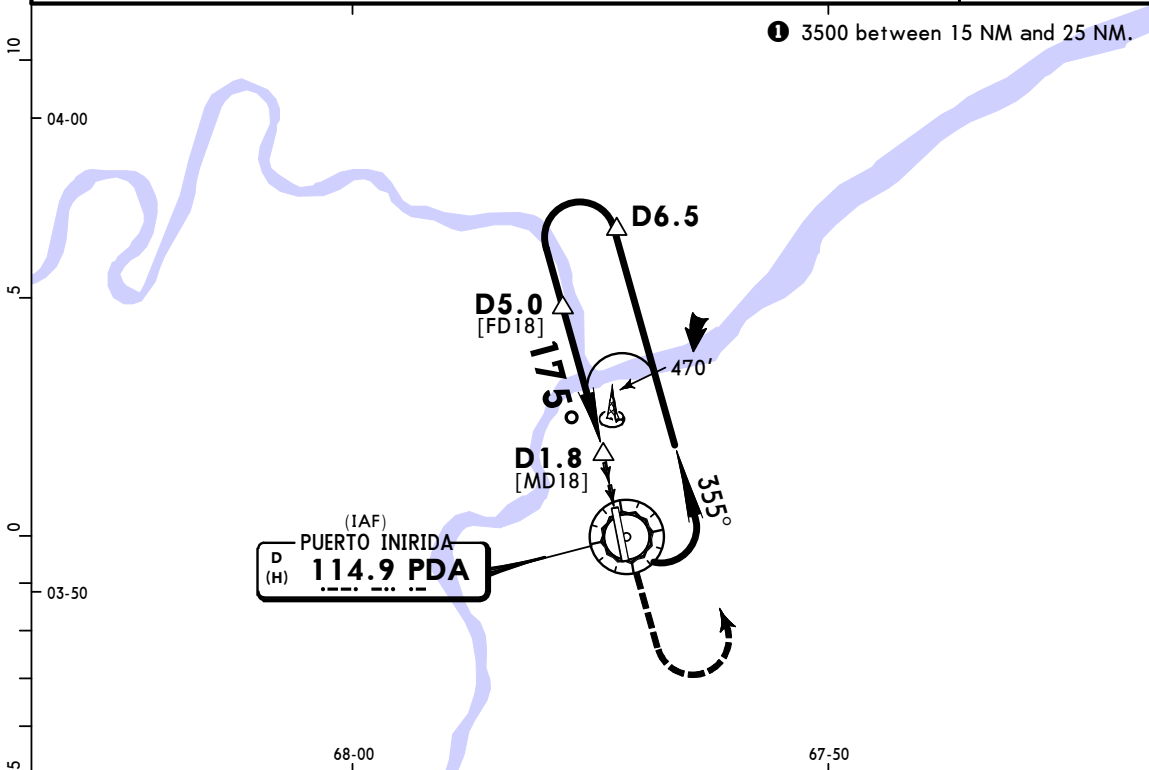 ❶ 3500 between 15 NM and 25 NM.
10
04-00
D6.5
5
D5.0
[FD18]
175°
470'
D1.8
[MD18]
355°
0
(IAF)
PUERTO INIRIDA
D
(H)
114.9 PDA
03-50
5
68-00
67-50